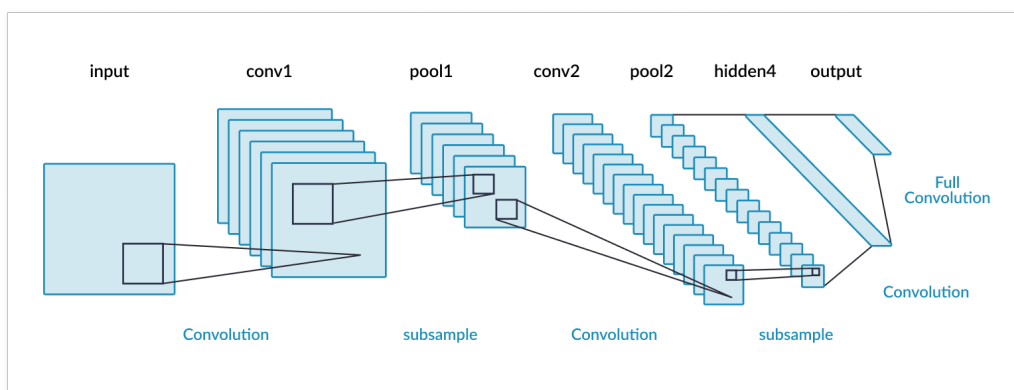 input
conv1
pool1
conv2
pool2
hidden4
output
Full
Convolution
Convolution
Convolution
subsample
Convolution
subsample